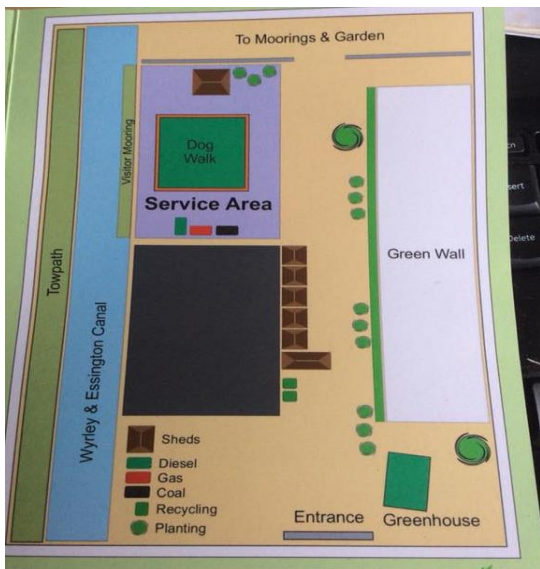 To Moorings & Garden
Visitor Mooring
Dog
Walk
Service Area
Towpath
Wyrley & Essington Canal
Green Wall
Sheds
Diesel
Gas
Coal
Recycling
Planting
Entrance
Greenhouse
Delete